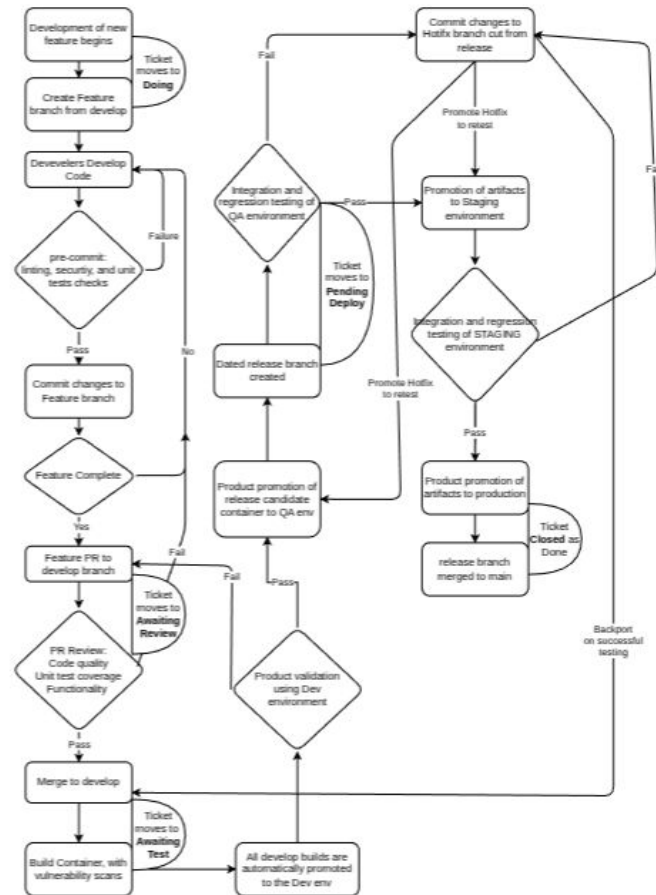 Development of new
feature begins
Ticket
moves to
Doing
Create Feature
branch from develop
Develelers Develop
Code
Failure
pre-commit:
linting, securtiy, and unit
tests checks
Pass
No
Commit changes to
Feature branch
Feature Complete
Yes
Feature PR to
develop branch
Fail
Ticket
moves to
Awaiting
Review
PR Review:
Code quality
Unit test coverage
Functionality
Pass
Merge to develop
Ticket
moves to
Awaiting
Test
Build Container, with
vulnerability scans
All develop builds are
automatically promoted
to the Dev env
Product validation
using Dev
environment
Fail
Pass
Product promotion of
release candidate
container to QA env
Dated release branch
created
Ticket
moves to
Pending
Deploy
Integration and
regression testing of
QA environment
Fail
Pass
Commit changes to
Hotifx branch cut from
release
Promote Hotfix
to retest
Promote Hotfix
to retest
Promotion of artifacts
to Staging
environment
Integration and regression
testing of STAGING
environment
Pass
Product promotion of
artifacts to production
Ticket
Closed as
Done
release branch
merged to main
Backport
on successful
testing